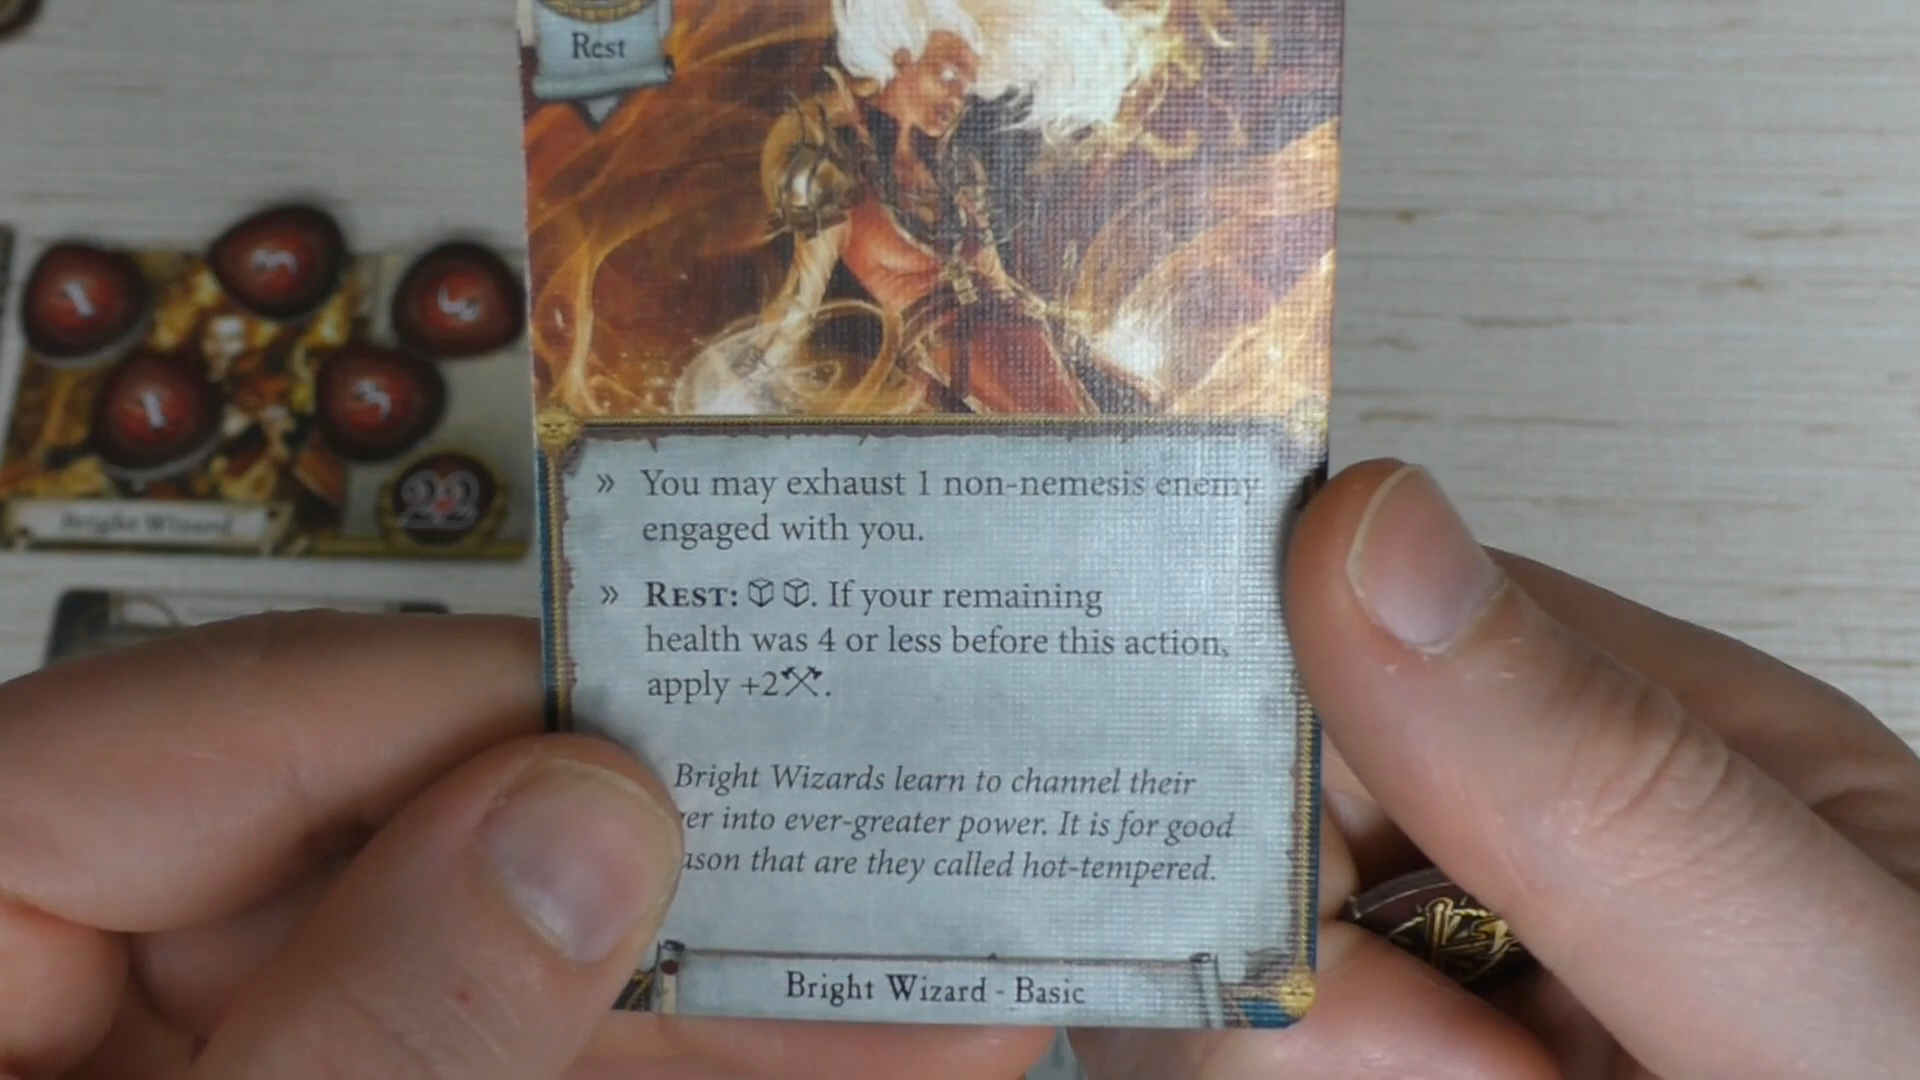 Rest
» You may exhaust 1 non-nemesis enemy
engaged with you.
» REST: . If your remaining
health was 4 or less before this action,
apply +2.
Bright Wizards learn to channel their
into ever-greater power. It is for good
that are they called hot-tempered.
Bright Wizard - Basic
Bright Wizard
22